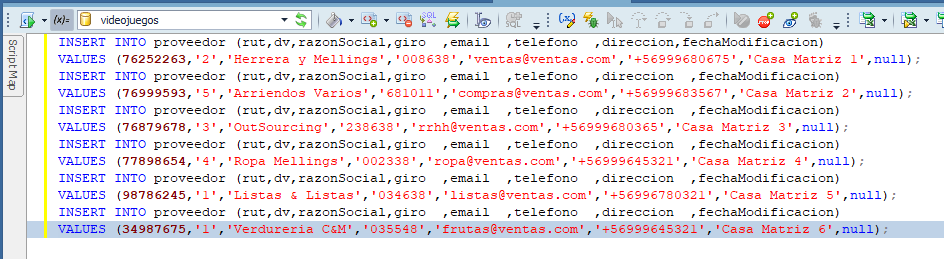 videojuegos
SQL
Script Map
INSERT INTO proveedor (rut,dv,razonSocial,giro ,email ,telefono ,direccion,fechaModificacion)
VALUES (76252263,'2','Herrera y Mellings','008638','ventas@ventas.com','+56999680675','Casa Matriz 1',null);
INSERT INTO proveedor (rut,dv,razonSocial,giro ,email ,telefono ,direccion ,fechaModificacion)
VALUES (76999593,'5','Arriendos Varios','681011','compras@ventas.com','+56999683567','Casa Matriz 2',null);
INSERT INTO proveedor (rut,dv,razonSocial,giro ,email ,telefono ,direccion ,fechaModificacion)
VALUES (76879678,'3','OutSourcing','238638','rrhh@ventas.com','+56999680365','Casa Matriz 3',null);
INSERT INTO proveedor (rut,dv,razonSocial,giro ,email ,telefono ,direccion ,fechaModificacion)
VALUES (77898654,'4','Ropa Mellings','002338','ropa@ventas.com','+56999645321','Casa Matriz 4',null);
INSERT INTO proveedor (rut,dv,razonSocial,giro ,email ,telefono ,direccion ,fechaModificacion)
VALUES (98786245,'1','Listas & Listas','034638','listas@ventas.com','+56996780321','Casa Matriz 5',null);
INSERT INTO proveedor (rut,dv,razonSocial,giro ,email ,telefono ,direccion ,fechaModificacion)
VALUES (34987675,'1','Verdureria C&M','035548','frutas@ventas.com','+56999645321','Casa Matriz 6',null);